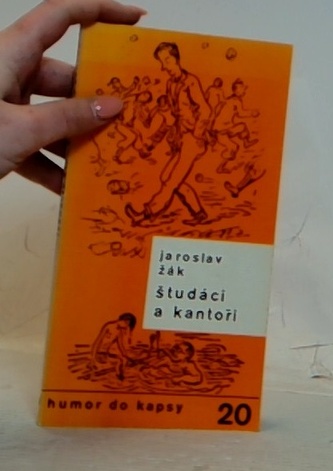 jaroslav
žák
študáci
a kantoři
humor do kapsy 20